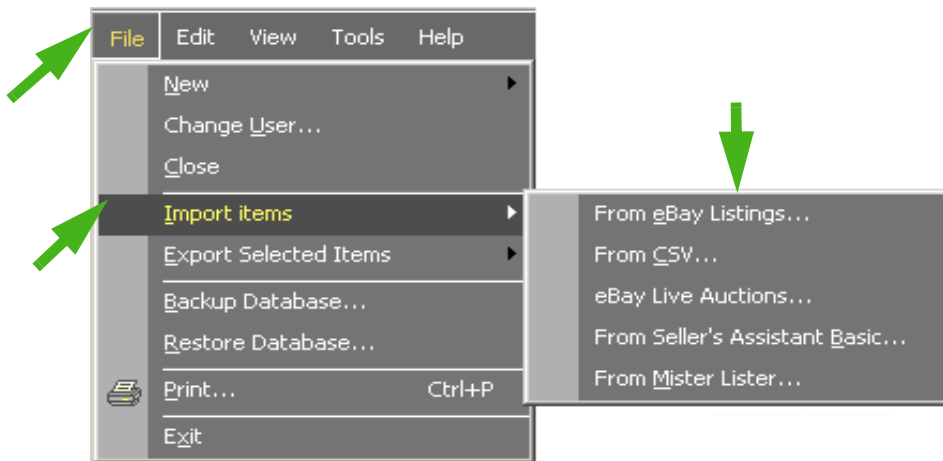 File Edit View Tools Help
New
Change User...
Close
Import items
Export Selected Items
Backup Database...
Restore Database...
Print... Ctrl+P
Exit
From eBay Listings...
From CSV...
eBay Live Auctions...
From Seller's Assistant Basic...
From Mister Lister...